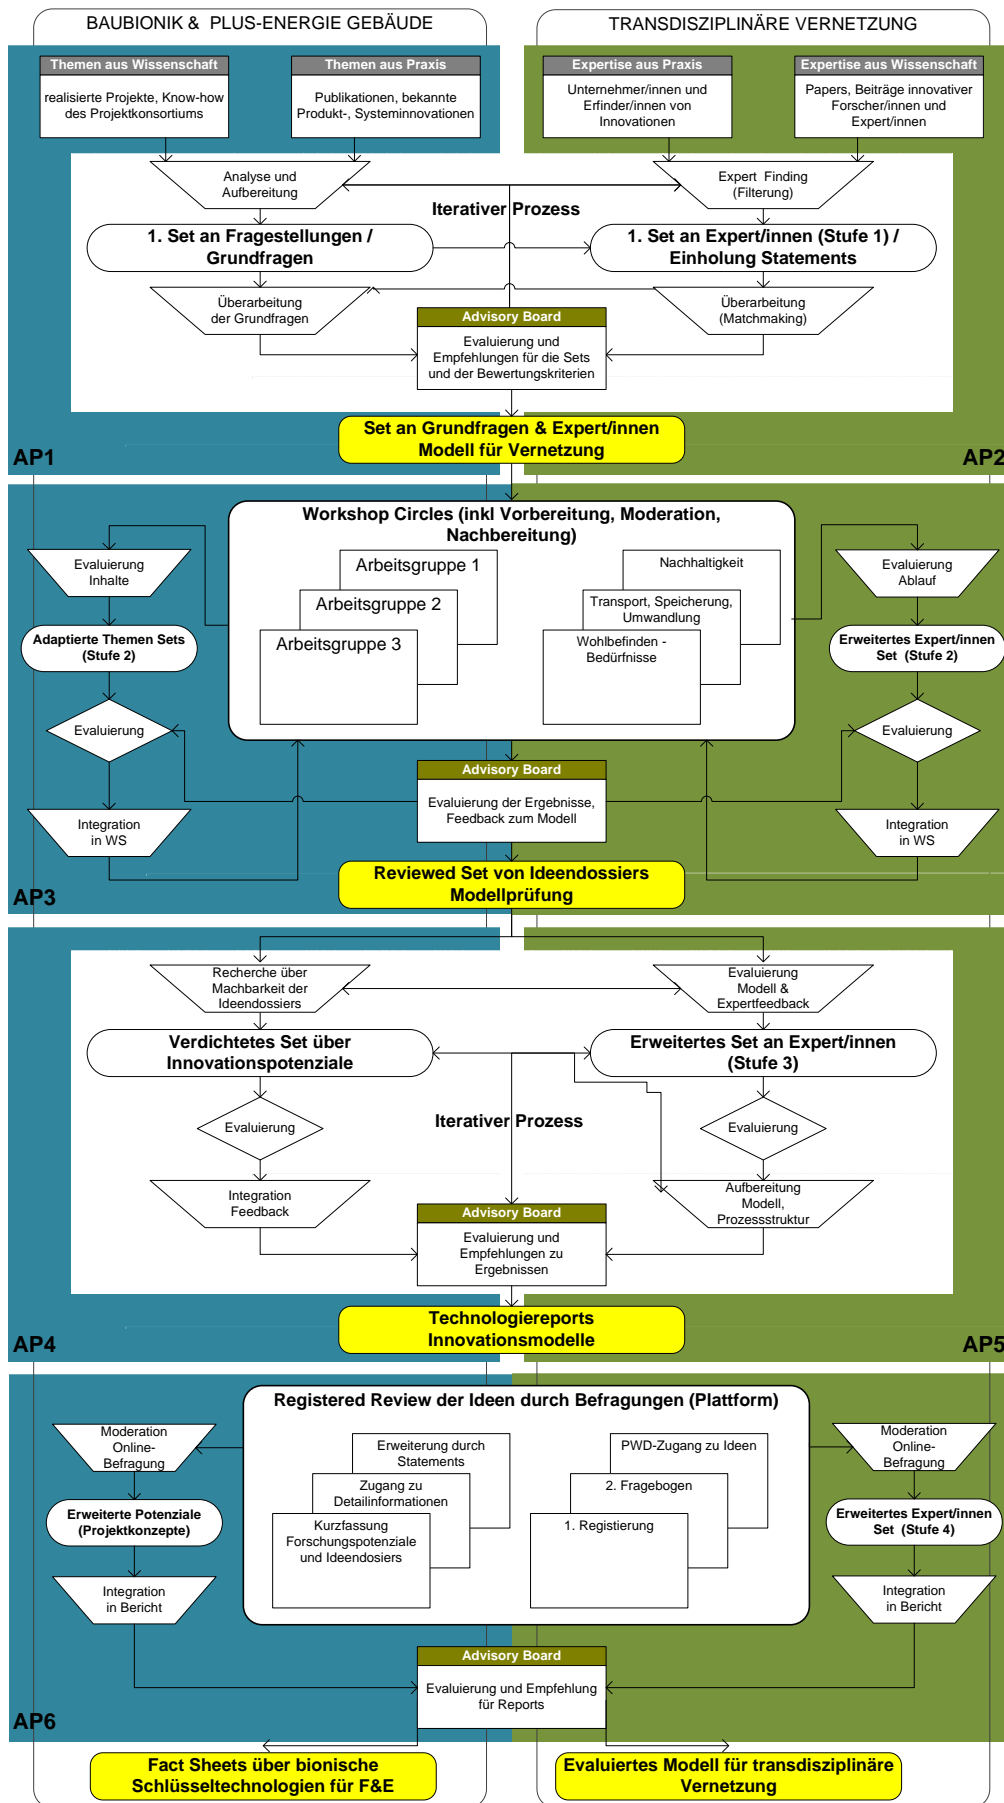 BAUBIONIK & PLUS-ENERGIE GEBÄUDE
TRANSDISZIPLINÄRE VERNETZUNG
Themen aus Wissenschaft
realisierte Projekte, Know-how
des Projektkonsortiums
Themen aus Praxis
Publikationen, bekannte
Produkt-, Systeminnovationen
Expertise aus Praxis
Unternehmer/innen und
Erfinder/innen von
Innovationen
Expertise aus Wissenschaft
Papers, Beiträge innovativer
Forscher/innen und
Expert/innen
Analyse und
Aufbereitung
Expert Finding
(Filterung)
Iterativer Prozess
1. Set an Fragestellungen /
Grundfragen
1. Set an Expert/innen (Stufe 1) /
Einholung Statements
Überarbeitung
der Grundfragen
Überarbeitung
(Matchmaking)
Advisory Board
Evaluierung und
Empfehlungen für die Sets
und der Bewertungskriterien
Set an Grundfragen & Expert/innen
Modell für Vernetzung
AP1
AP2
Workshop Circles (inkl Vorbereitung, Moderation,
Nachbereitung)
Arbeitsgruppe 1
Arbeitsgruppe 2
Arbeitsgruppe 3
Nachhaltigkeit
Transport, Speicherung,
Umwandlung
Wohlbefinden -
Bedürfnisse
Evaluierung
Inhalte
Adaptierte Themen Sets
(Stufe 2)
Evaluierung
Integration
in WS
Evaluierung
Ablauf
Erweitertes Expert/innen
Set (Stufe 2)
Evaluierung
Integration
in WS
Advisory Board
Evaluierung der Ergebnisse,
Feedback zum Modell
Reviewed Set von Ideendossiers
Modellprüfung
AP3
Recherche über
Machbarkeit der
Ideendossiers
Evaluierung
Modell &
Expertfeedback
Verdichtetes Set über
Innovationspotenziale
Erweitertes Set an Expert/innen
(Stufe 3)
Iterativer Prozess
Evaluierung
Evaluierung
Integration
Feedback
Aufbereitung
Modell,
Prozessstruktur
Advisory Board
Evaluierung und
Empfehlungen zu
Ergebnissen
Technologiereports
Innovationsmodelle
AP4
AP5
Registered Review der Ideen durch Befragungen (Plattform)
Erweiterung durch
Statements
Zugang zu
Detailinformationen
Kurzfassung
Forschungspotenziale
und Ideendosiers
PWD-Zugang zu Ideen
2. Fragebogen
1. Registierung
Moderation
Online-
Befragung
Erweiterte Potenziale
(Projektkonzepte)
Integration
in Bericht
Moderation
Online-
Befragung
Erweitertes Expert/innen
Set (Stufe 4)
Integration
in Bericht
Advisory Board
Evaluierung und Empfehlung
für Reports
AP6
Fact Sheets über bionische
Schlüsseltechnologien für F&E
Evaluiertes Modell für transdisziplinäre
Vernetzung